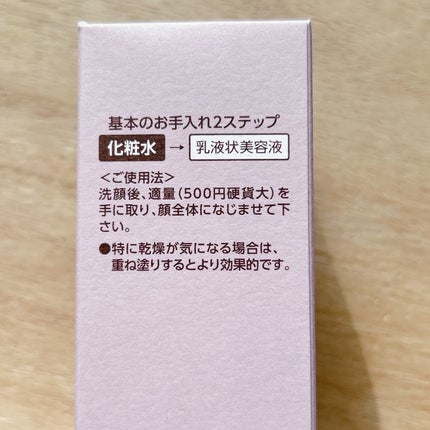 基本のお手入れ2ステップ
化粧水 → 乳液状美容液
＜ご使用法＞
洗顔後、適量（500円硬貨大）を
手に取り、顔全体になじませて下
さい。
●特に乾燥が気になる場合は、
重ね塗りするとより効果的です。